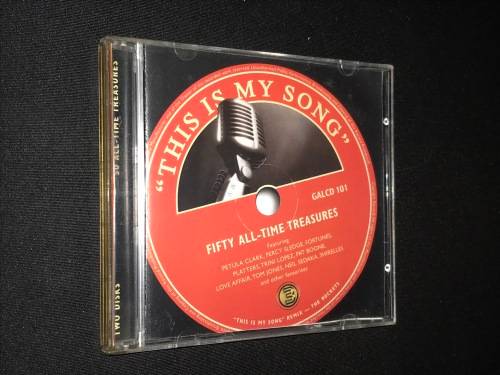 50 ALL-TIME TREASURES
TWO DISKS
"THIS IS MY SONG"
GALCD 101
FIFTY ALL-TIME TREASURES
Featuring
PETULA CLARK, PERCY SLEDGE, FORTUNES,
PLATTERS, TRINI LOPEZ, PAT BOONE,
LOVE AFFAIR, TOM JONES, NEIL SEDAKA, SHIRELLES
and other favourites
"THIS IS MY SONG" REMIX — THE ROCKETS